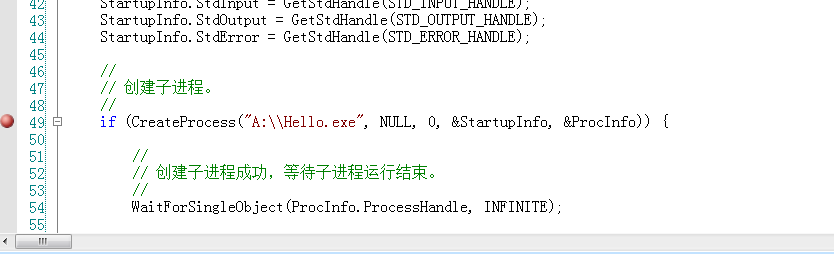 42 StartupInfo.StdInput = GetStdHandle(STD_INPUT_HANDLE);
43 StartupInfo.StdOutput = GetStdHandle(STD_OUTPUT_HANDLE);
44 StartupInfo.StdError = GetStdHandle(STD_ERROR_HANDLE);
45
46 //
47 // 创建子进程。
48 //
49 if (CreateProcess("A:\\Hello.exe", NULL, 0, &StartupInfo, &ProcInfo)) {
50
51 //
52 // 创建子进程成功，等待子进程运行结束。
53 //
54 WaitForSingleObject(ProcInfo.ProcessHandle, INFINITE);
55